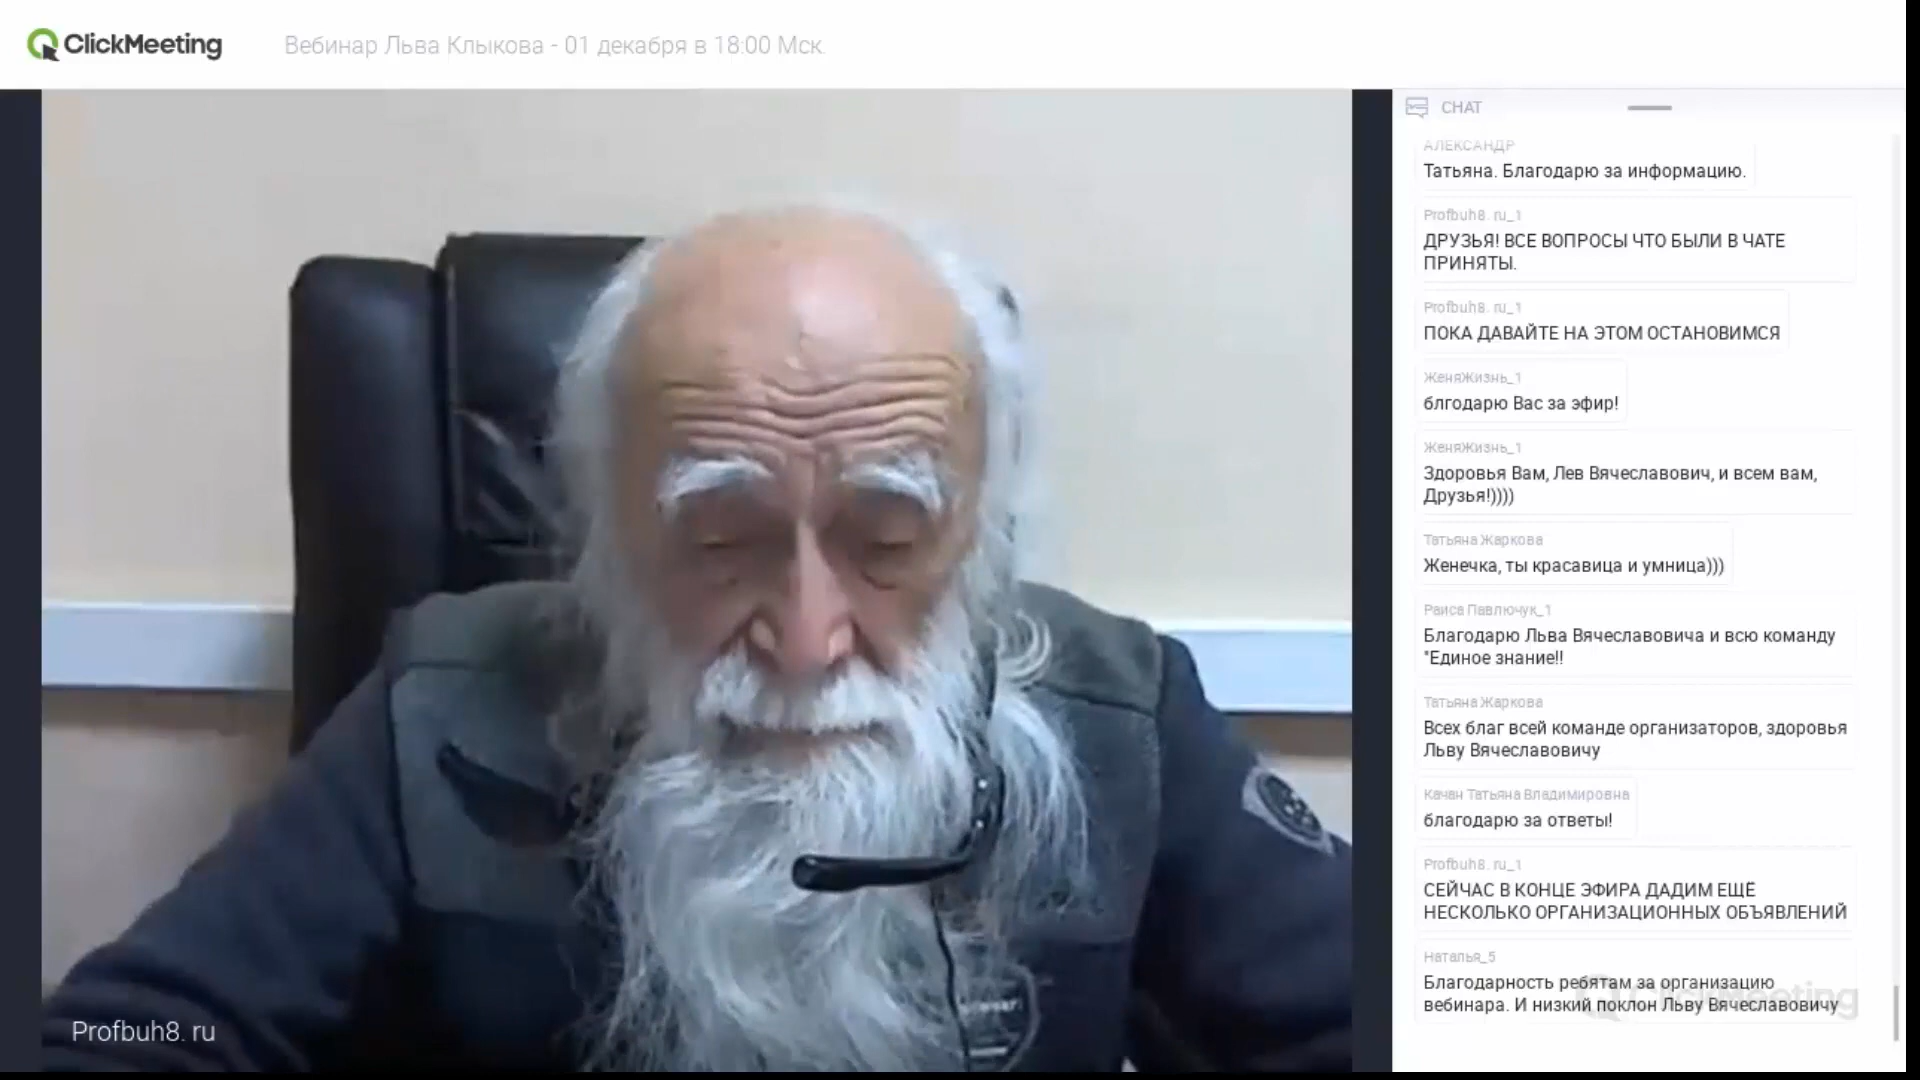 ClickMeeting
Вебинар Льва Клыкова - 01 декабря в 18:00 Мск.
CHAT
АЛЕКСАНДР
Татьяна. Благодарю за информацию.
Profbuh8. ru_1
ДРУЗЬЯ! ВСЕ ВОПРОСЫ ЧТО БЫЛИ В ЧАТЕ
ПРИНЯТЫ.
Profbuh8. ru_1
ПОКА ДАВАЙТЕ НА ЭТОМ ОСТАНОВИМСЯ
ЖеняЖизнь_1
блгодарю Вас за эфир!
ЖеняЖизнь_1
Здоровья Вам, Лев Вячеславович, и всем вам,
Друзья!))))
Татьяна Жаркова
Женечка, ты красавица и умница)))
Раиса Павлючук_1
Благодарю Льва Вячеславовича и всю команду
"Единое знание!!
Татьяна Жаркова
Всех благ всей команде организаторов, здоровья
Льву Вячеславовичу
Качан Татьяна Владимировна
благодарю за ответы!
Profbuh8. ru_1
СЕЙЧАС В КОНЦЕ ЭФИРА ДАДИМ ЕЩЁ
НЕСКОЛЬКО ОРГАНИЗАЦИОННЫХ ОБЪЯВЛЕНИЙ
Наталья_5
Благодарность ребятам за организацию
вебинара. И низкий поклон Льву Вячеславовичу
ClickMeeting
Profbuh8. ru